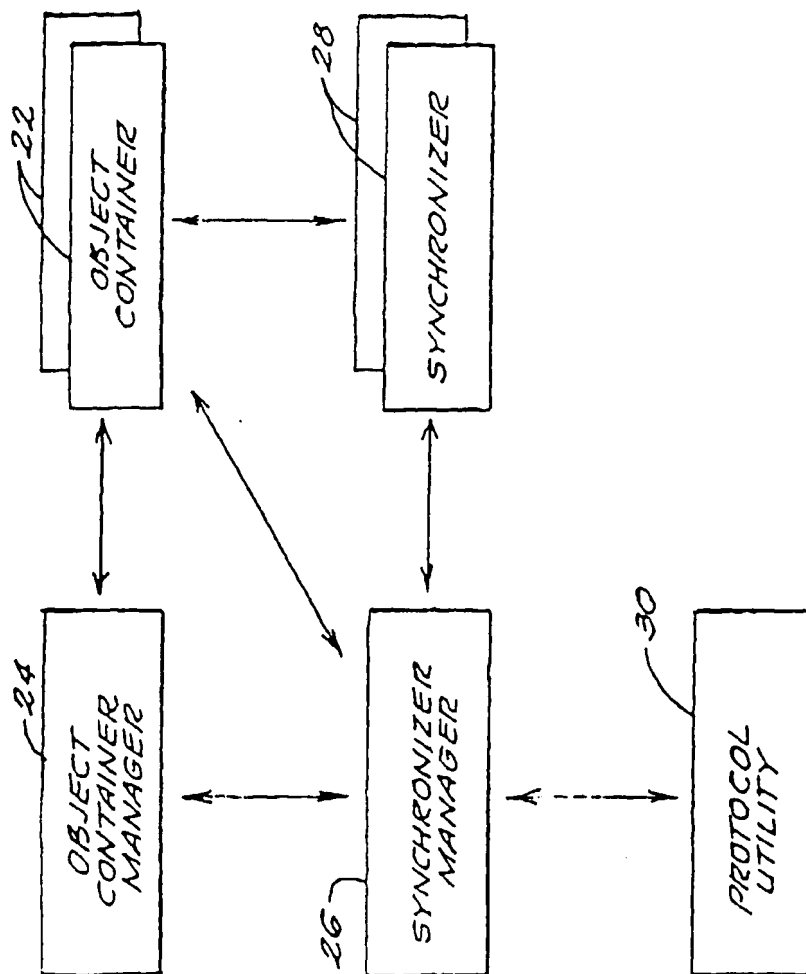 24
OBJECT
CONTAINER
MANAGER
22
OBJECT
CONTAINER
26
SYNCHRONIZER
MANAGER
28
SYNCHRONIZER
30
PROTOCOL
UTILITY